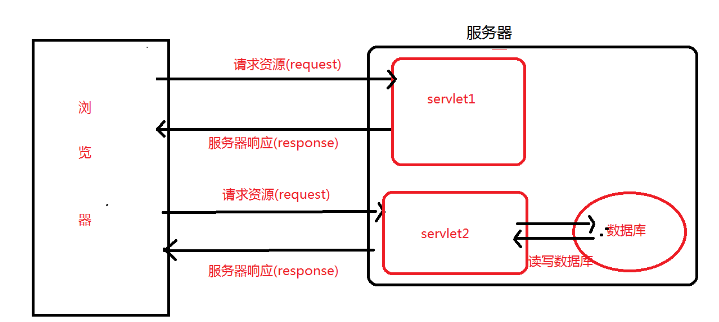 服务器
请求资源(request)
浏
览
器
servlet1
服务器响应(response)
请求资源(request)
servlet2
数据库
读写数据库
服务器响应(response)